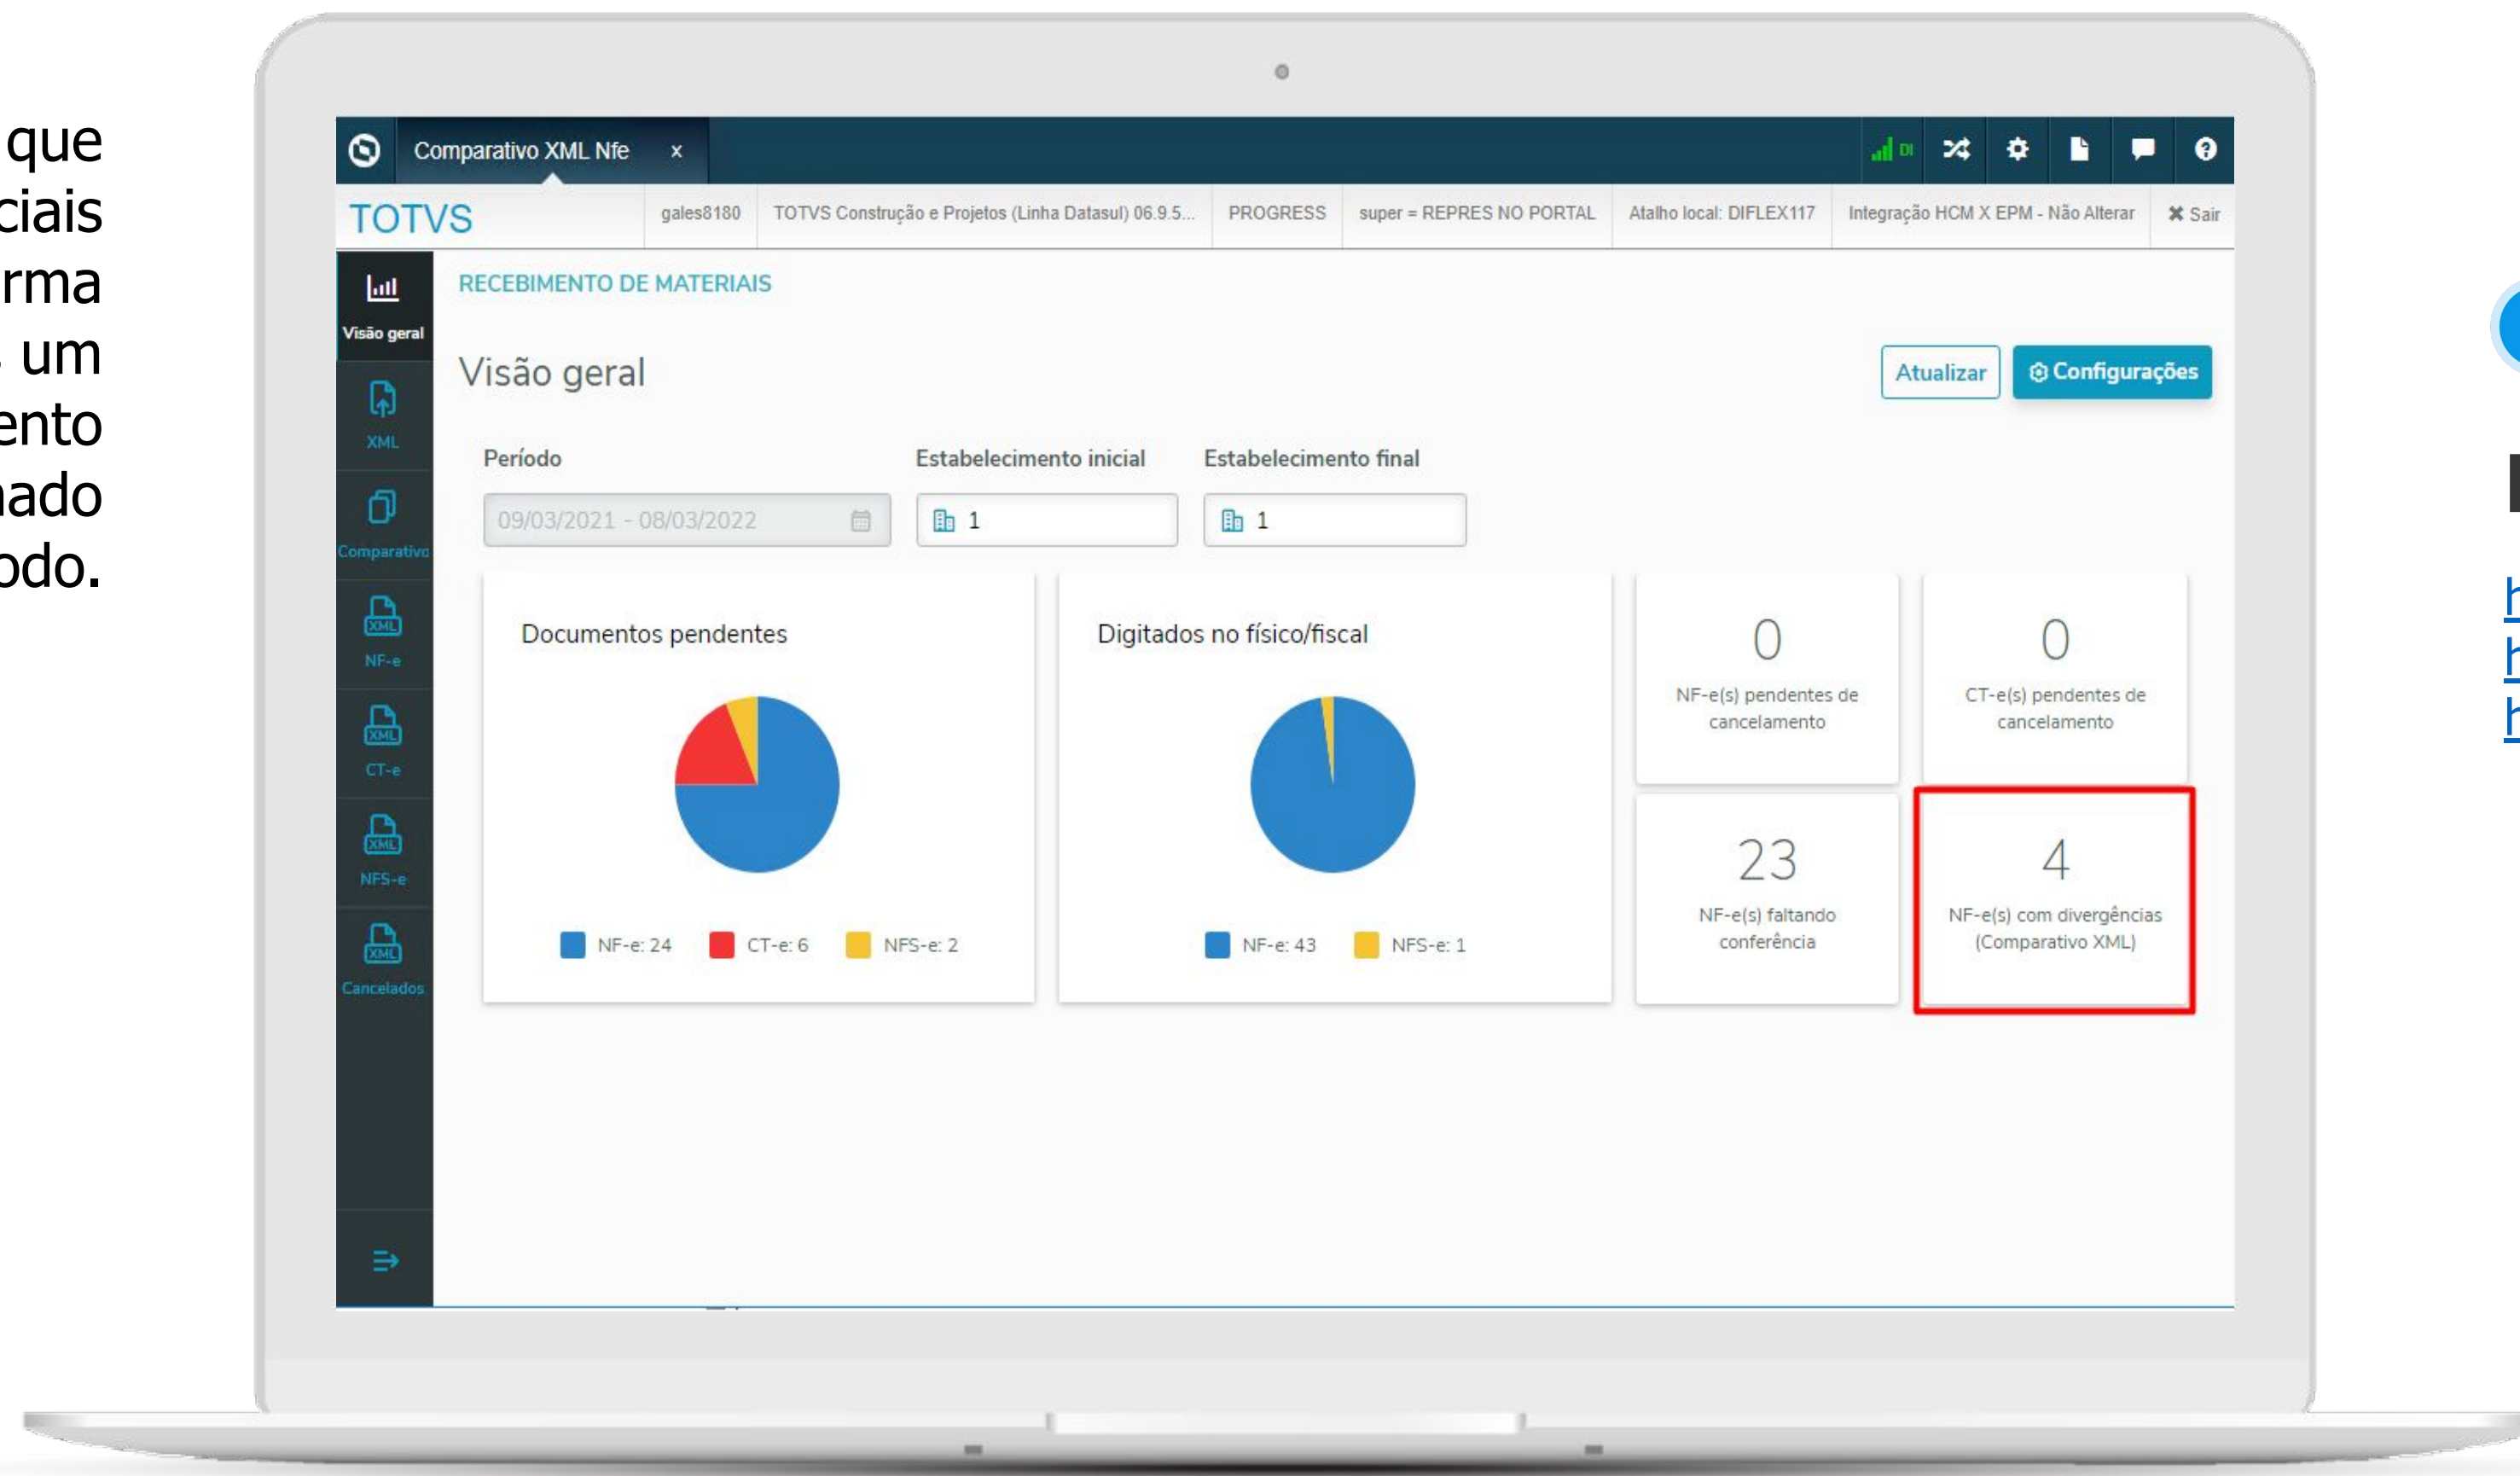 que
ciais
rma
s um
ento
nado
odo.
Comparativo XML Nfe x
DI
TOTVS gales8180 TOTVS Construção e Projetos (Linha Datasul) 06.9.5... PROGRESS super = REPRES NO PORTAL Atalho local: DIFLEX117 Integração HCM X EPM - Não Alterar Sair
Visão geral
XML
Comparativo
NF-e
CT-e
NFS-e
Cancelados
RECEBIMENTO DE MATERIAIS
Visão geral
Atualizar Configurações
Período Estabelecimento inicial Estabelecimento final
09/03/2021 - 08/03/2022 1 1
Documentos pendentes
NF-e: 24 CT-e: 6 NFS-e: 2
Digitados no físico/fiscal
NF-e: 43 NFS-e: 1
0
NF-e(s) pendentes de
cancelamento
0
CT-e(s) pendentes de
cancelamento
23
NF-e(s) faltando
conferência
4
NF-e(s) com divergências
(Comparativo XML)
h
h
h